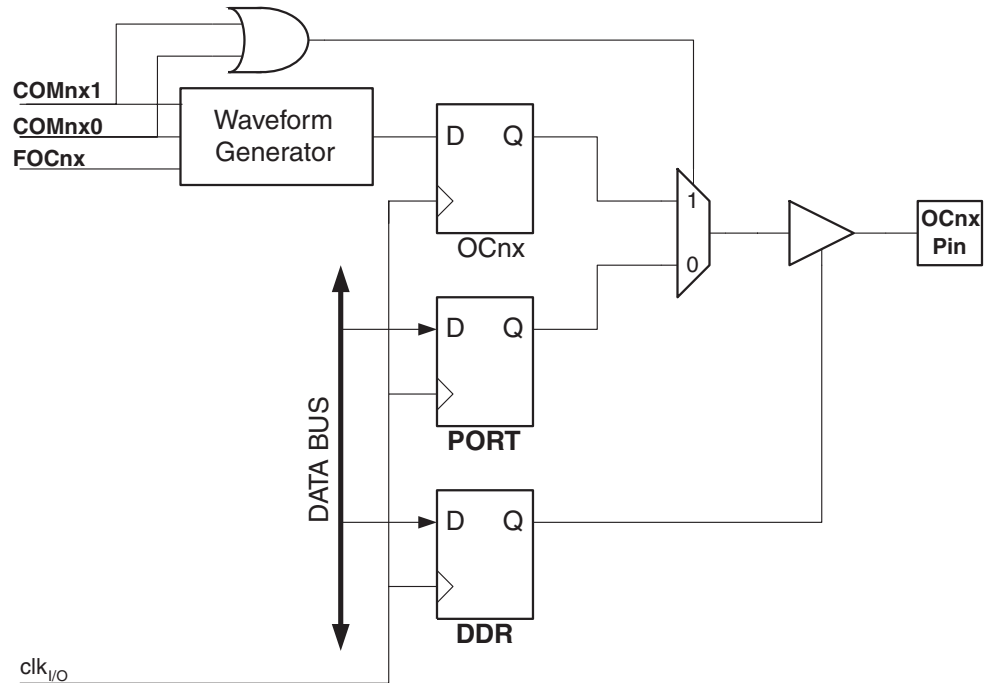 COMnx1
COMnx0
FOCnx
Waveform
Generator
D Q
OCnx
1
0
OCnx
Pin
D Q
PORT
DATA BUS
D Q
DDR
clkI/O